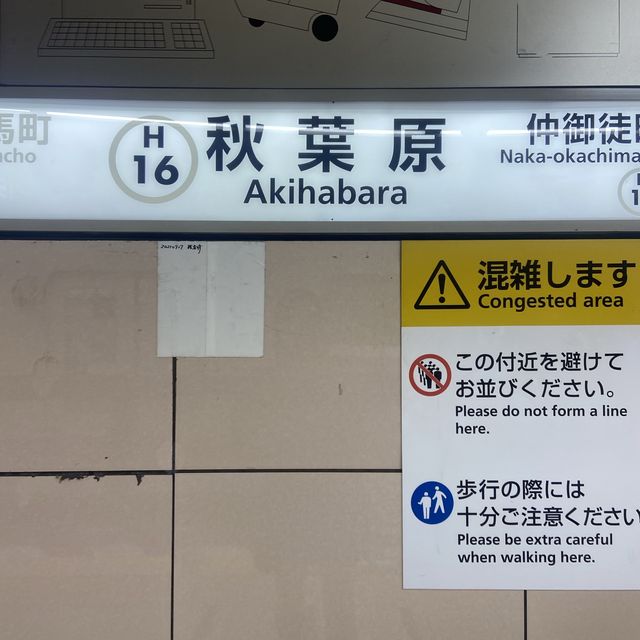 馬町
cho
H
16
秋葉原
Akihabara
仲御徒町
Naka-okachima
1
混雑します
Congested area
この付近を避けて
お並びください。
Please do not form a line
here.
歩行の際には
十分ご注意ください
Please be extra careful
when walking here.